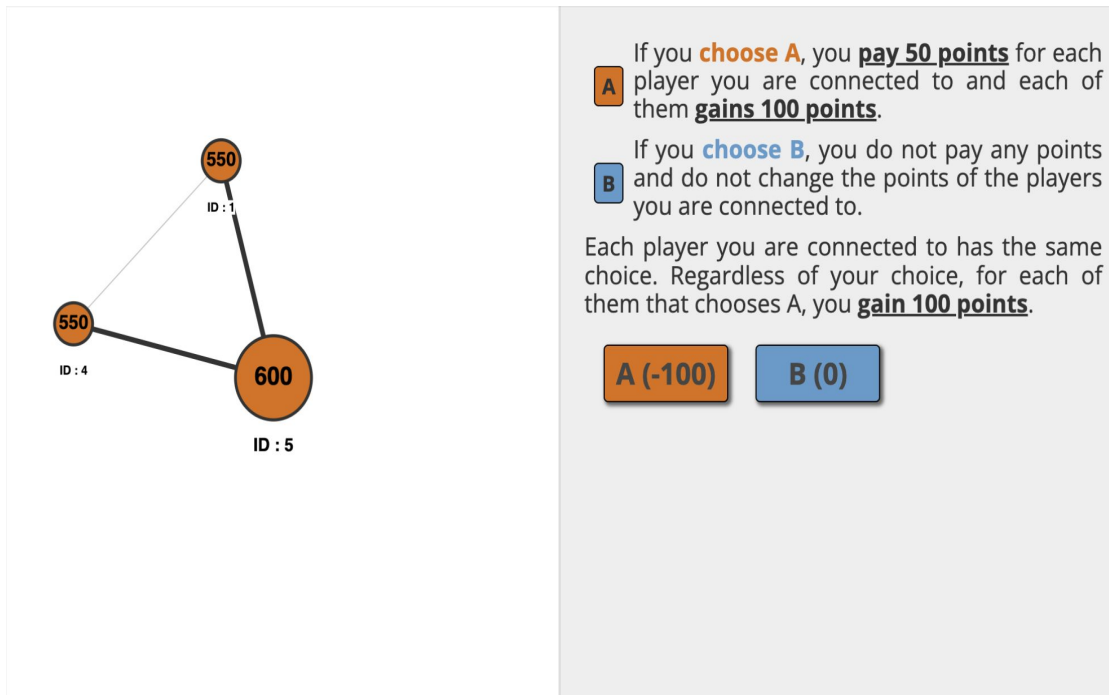 550
ID : 1
550
ID : 4
600
ID : 5
A
If you choose A, you pay 50 points for each
player you are connected to and each of
them gains 100 points.
B
If you choose B, you do not pay any points
and do not change the points of the players
you are connected to.
Each player you are connected to has the same
choice. Regardless of your choice, for each of
them that chooses A, you gain 100 points.
A (-100)
B (0)